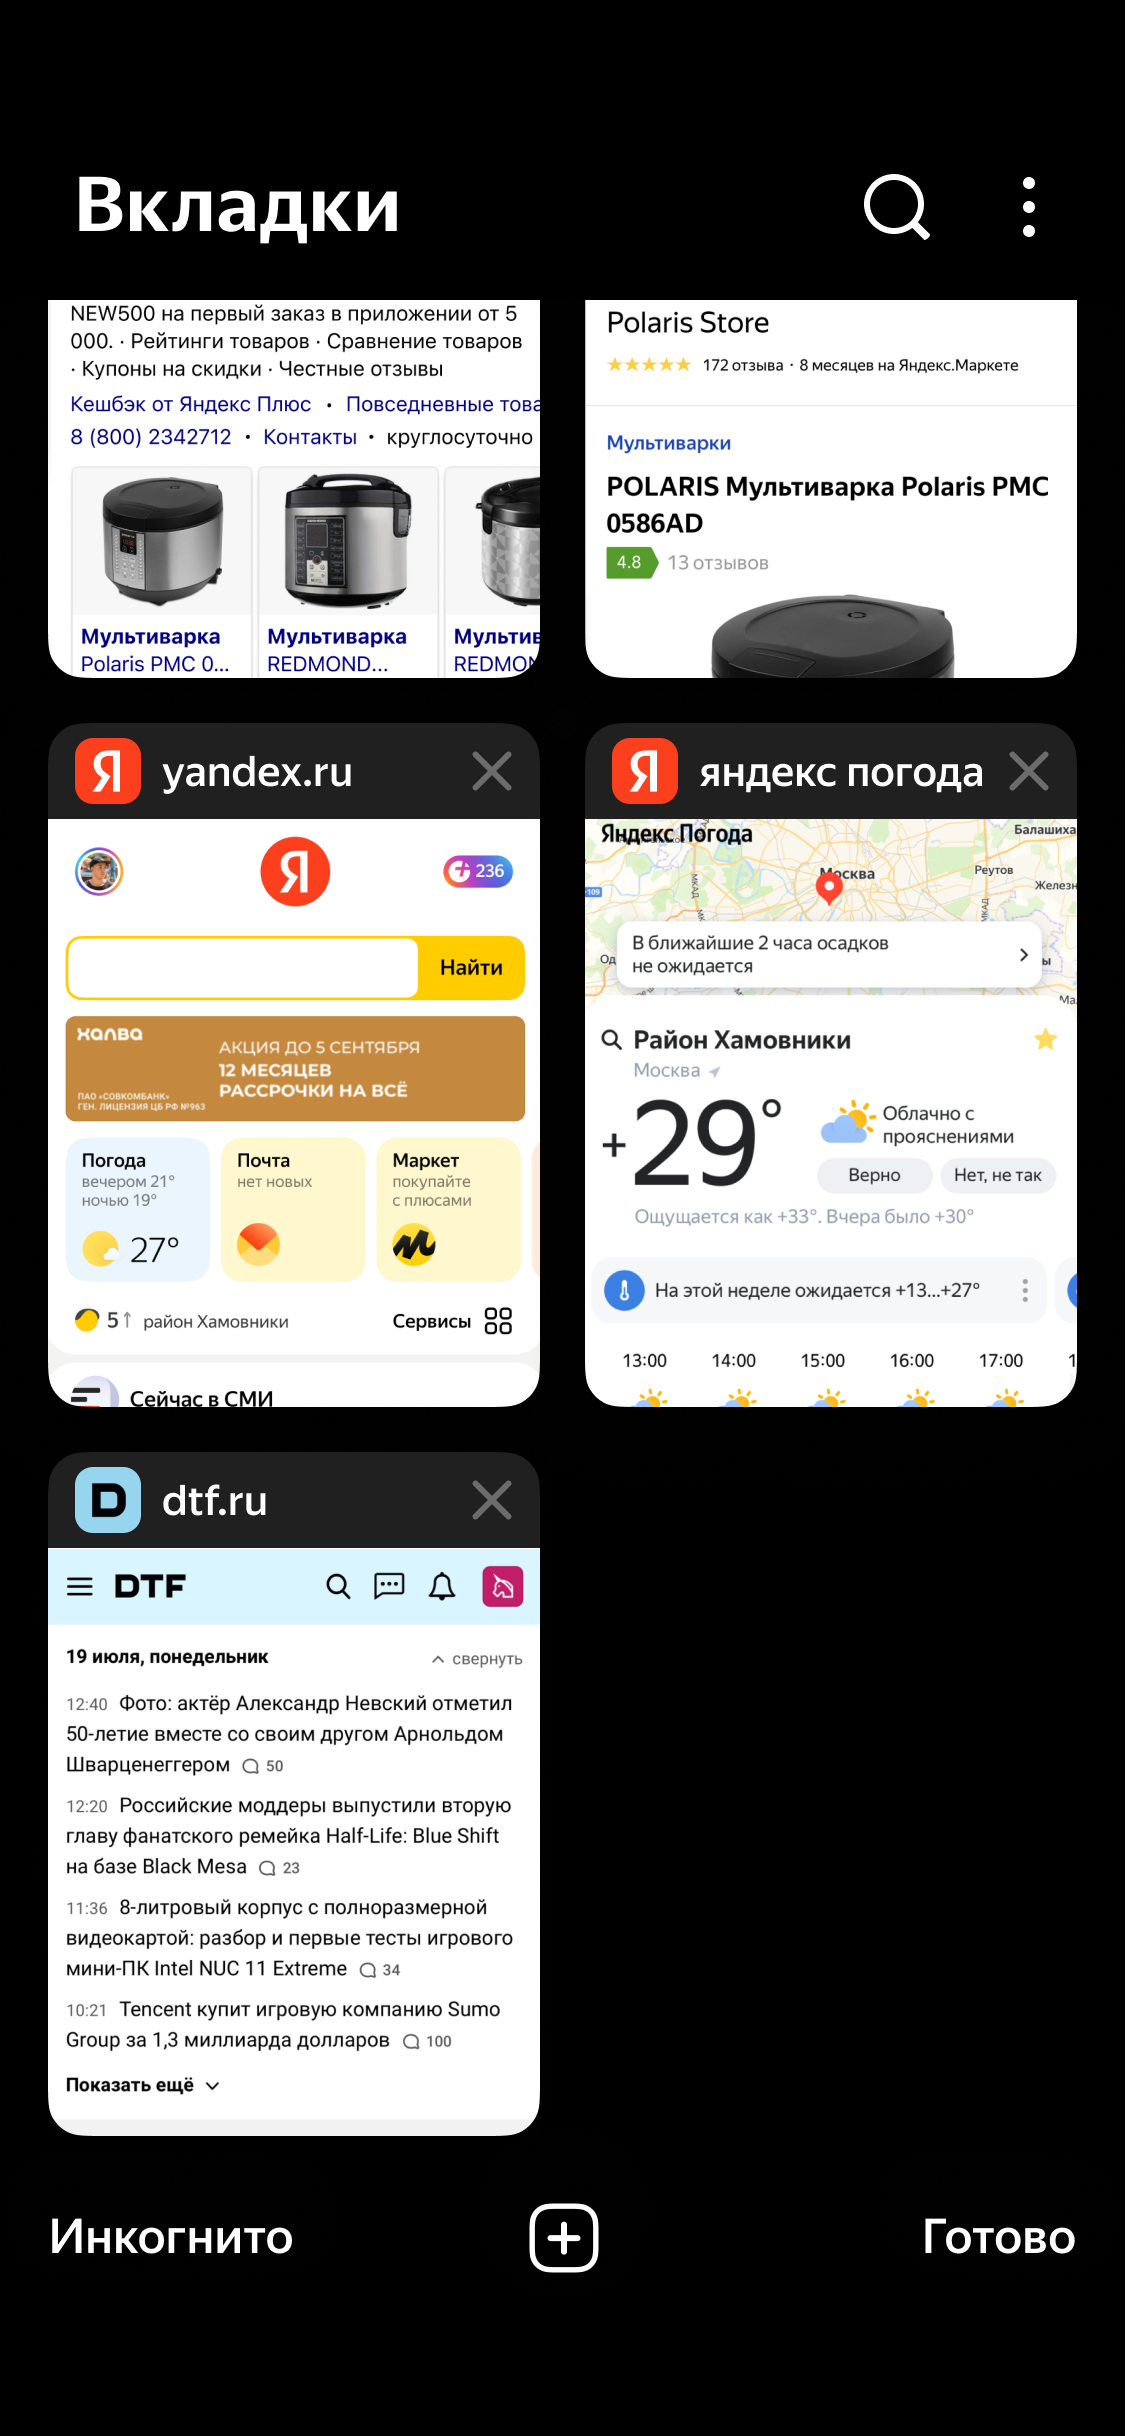 Вкладки
NEW500 на первый заказ в приложении от 5
000. · Рейтинги товаров · Сравнение товаров
· Купоны на скидки · Честные отзывы
Кешбэк от Яндекс Плюс • Повседневные това
8 (800) 2342712 • Контакты • круглосуточно
Мультиварка
Polaris PMC 0...
Мультиварка
REDMOND...
Мультив
REDMON
Polaris Store
172 отзыва · 8 месяцев на Яндекс.Маркете
Мультиварки
POLARIS Мультиварка Polaris PMC
0586AD
4.8 13 отзывов
Я yandex.ru
Я
236
Найти
халва
ПАО «СОВКОМБАНК»
ГЕН. ЛИЦЕНЗИЯ ЦБ РФ №963
АКЦИЯ ДО 5 СЕНТЯБРЯ
12 МЕСЯЦЕВ
РАССРОЧКИ НА ВСЁ
Погода
вечером 21°
ночью 19°
27°
Почта
нет новых
Маркет
покупайте
с плюсами
5↑ район Хамовники
Сервисы
Сейчас в СМИ
Я яндекс погода
Яндекс Погода
Балашиха
Москва
Реутов
Железн
109
МКАД
МКАД
В ближайшие 2 часа осадков
не ожидается
Район Хамовники
Москва
+29°
Облачно с
прояснениями
Верно
Нет, не так
Ощущается как +33°. Вчера было +30°
На этой неделе ожидается +13...+27°
13:00 14:00 15:00 16:00 17:00 1
D dtf.ru
DTF
19 июля, понедельник
свернуть
12:40 Фото: актёр Александр Невский отметил
50-летие вместе со своим другом Арнольдом
Шварценеггером 50
12:20 Российские моддеры выпустили вторую
главу фанатского ремейка Half-Life: Blue Shift
на базе Black Mesa 23
11:36 8-литровый корпус с полноразмерной
видеокартой: разбор и первые тесты игрового
мини-ПК Intel NUC 11 Extreme 34
10:21 Tencent купит игровую компанию Sumo
Group за 1,3 миллиарда долларов 100
Показать ещё
Инкогнито
Готово